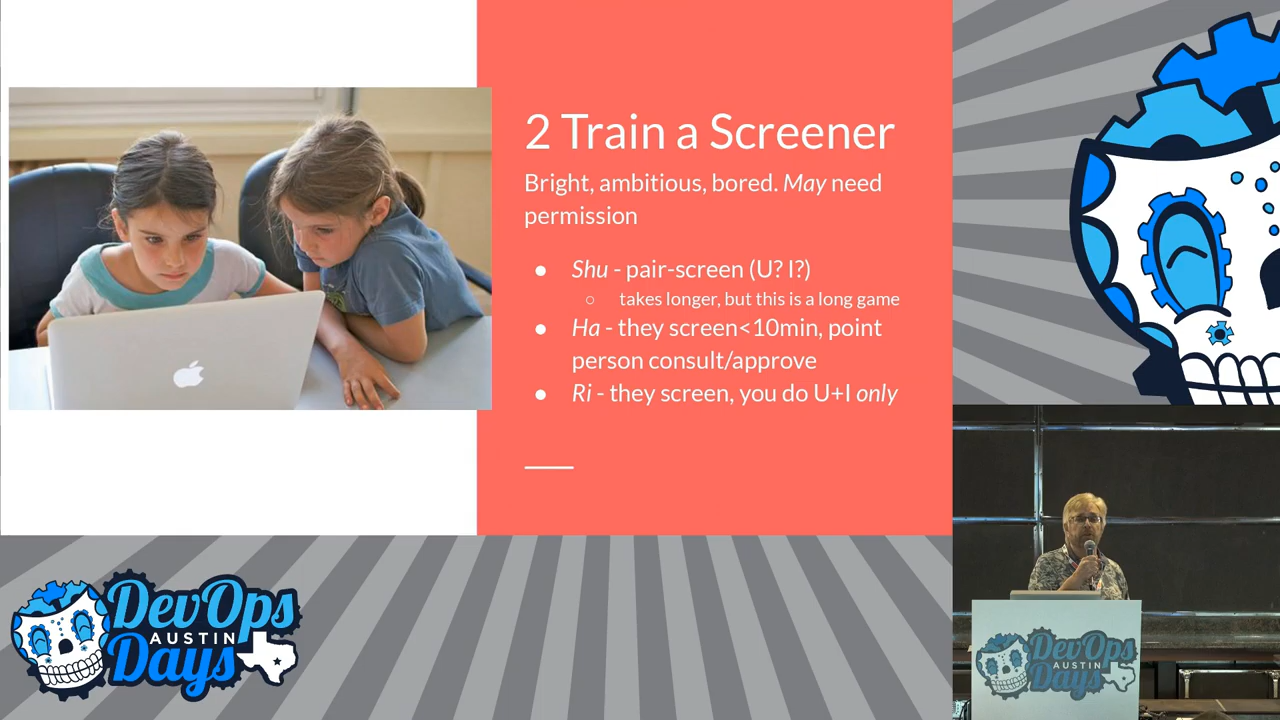 2 Train a Screener
Bright, ambitious, bored. May need
permission
● Shu - pair-screen (U? I?)
○ takes longer, but this is a long game
● Ha - they screen<10min, point
person consult/approve
● Ri - they screen, you do U+I only
DevOps
AUSTIN
Days
DevOps
AUSTIN
Days